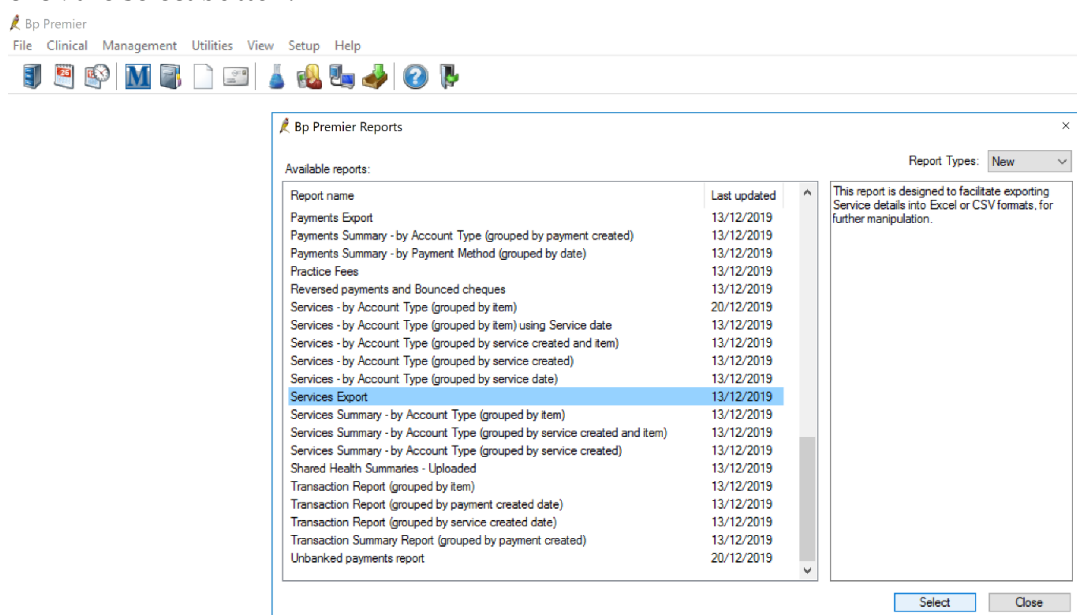 Bp Premier
File Clinical Management Utilities View Setup Help
Bp Premier Reports
Available reports:
Report Types: New
Report name Last updated
Payments Export 13/12/2019
Payments Summary - by Account Type (grouped by payment created) 13/12/2019
Payments Summary - by Payment Method (grouped by date) 13/12/2019
Practice Fees 13/12/2019
Reversed payments and Bounced cheques 13/12/2019
Services - by Account Type (grouped by item) 20/12/2019
Services - by Account Type (grouped by item) using Service date 13/12/2019
Services - by Account Type (grouped by service created and item) 13/12/2019
Services - by Account Type (grouped by service created) 13/12/2019
Services - by Account Type (grouped by service date) 13/12/2019
Services Export 13/12/2019
Services Summary - by Account Type (grouped by item) 13/12/2019
Services Summary - by Account Type (grouped by service created and item) 13/12/2019
Services Summary - by Account Type (grouped by service created) 13/12/2019
Shared Health Summaries - Uploaded 13/12/2019
Transaction Report (grouped by item) 13/12/2019
Transaction Report (grouped by payment created date) 13/12/2019
Transaction Report (grouped by service created date) 13/12/2019
Transaction Summary Report (grouped by payment created) 13/12/2019
Unbanked payments report 20/12/2019
This report is designed to facilitate exporting
Service details into Excel or CSV formats, for
further manipulation.
Select Close